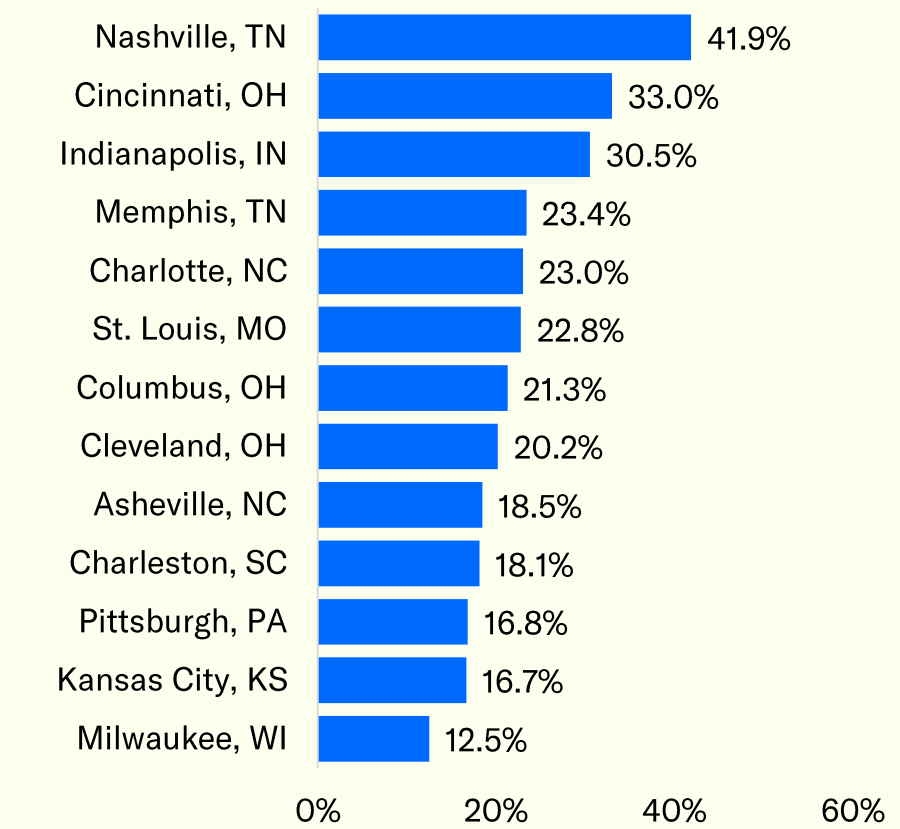 Nashville, TN 41.9%
Cincinnati, OH 33.0%
Indianapolis, IN 30.5%
Memphis, TN 23.4%
Charlotte, NC 23.0%
St. Louis, MO 22.8%
Columbus, OH 21.3%
Cleveland, OH 20.2%
Asheville, NC 18.5%
Charleston, SC 18.1%
Pittsburgh, PA 16.8%
Kansas City, KS 16.7%
Milwaukee, WI 12.5%
0% 20% 40% 60%